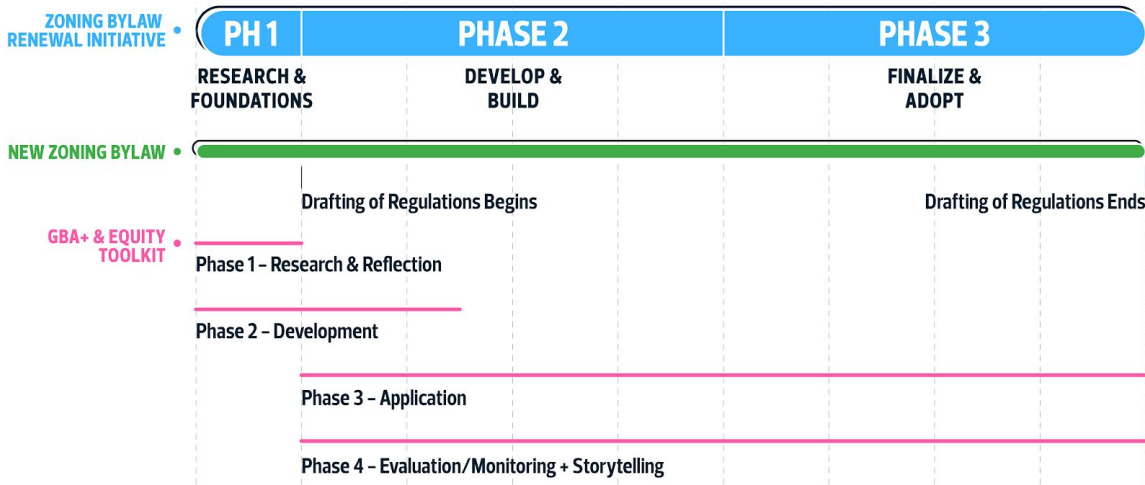 ZONING BYLAW
RENEWAL INITIATIVE
PH 1
PHASE 2
PHASE 3
RESEARCH &
FOUNDATIONS
DEVELOP &
BUILD
FINALIZE &
ADOPT
NEW ZONING BYLAW
Drafting of Regulations Begins
Drafting of Regulations Ends
GBA+ & EQUITY
TOOLKIT
Phase 1 – Research & Reflection
Phase 2 – Development
Phase 3 – Application
Phase 4 – Evaluation/Monitoring + Storytelling